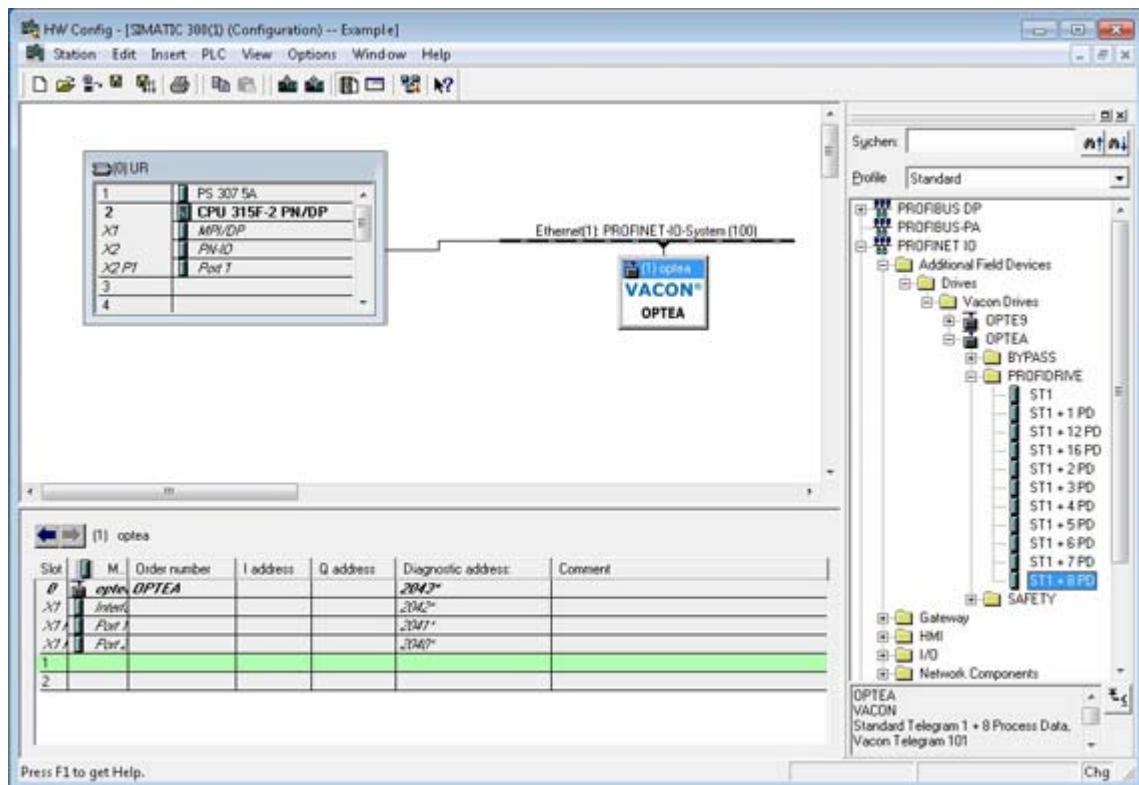 HW Config - [SIMATIC 300(1) (Configuration) -- Example]
Station Edit Insert PLC View Options Window Help
(0) UR
1 PS 307 5A
2 CPU 315F-2 PN/DP
X1 MPI/DP
X2 PN-IO
X2 P1 Port 1
3
4
Ethernet(1): PROFINET-IO-System (100)
(1) optea
VACON®
OPTEA
Suchen:
Profile Standard
PROFIBUS DP
PROFIBUS-PA
PROFINET IO
Additional Field Devices
Drives
Vacon Drives
OPTE9
OPTEA
BYPASS
PROFIDRIVE
ST1
ST1 + 1 PD
ST1 + 12 PD
ST1 + 16 PD
ST1 + 2 PD
ST1 + 3 PD
ST1 + 4 PD
ST1 + 5 PD
ST1 + 6 PD
ST1 + 7 PD
ST1 + 8 PD
SAFETY
Gateway
HMI
I/O
Network Components
OPTEA
VACON
Standard Telegram 1 + 8 Process Data,
Vacon Telegram 101
(1) optea
Slot M... Order number I address Q address Diagnostic address: Comment
0 optea OPTEA 2043*
X1 Interf 2042*
X1 Port 1 2041*
X1 Port 2040*
1
2
Press F1 to get Help.
Chg